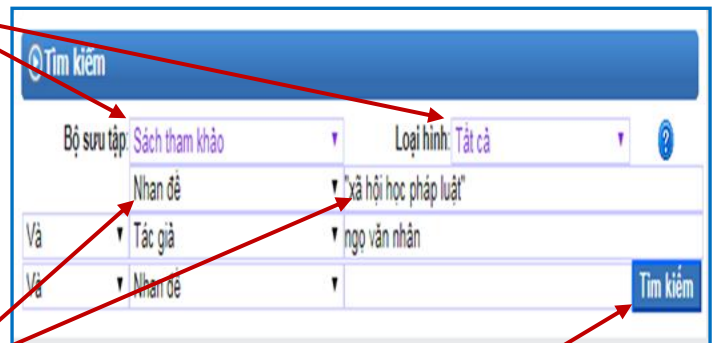 Tìm kiếm
Bộ sưu tập: Sách tham khảo Loại hình: Tất cả ?
Nhan đề "xã hội học pháp luật"
Và Tác giả ngọ văn nhân
Và Nhan đề Tìm kiếm